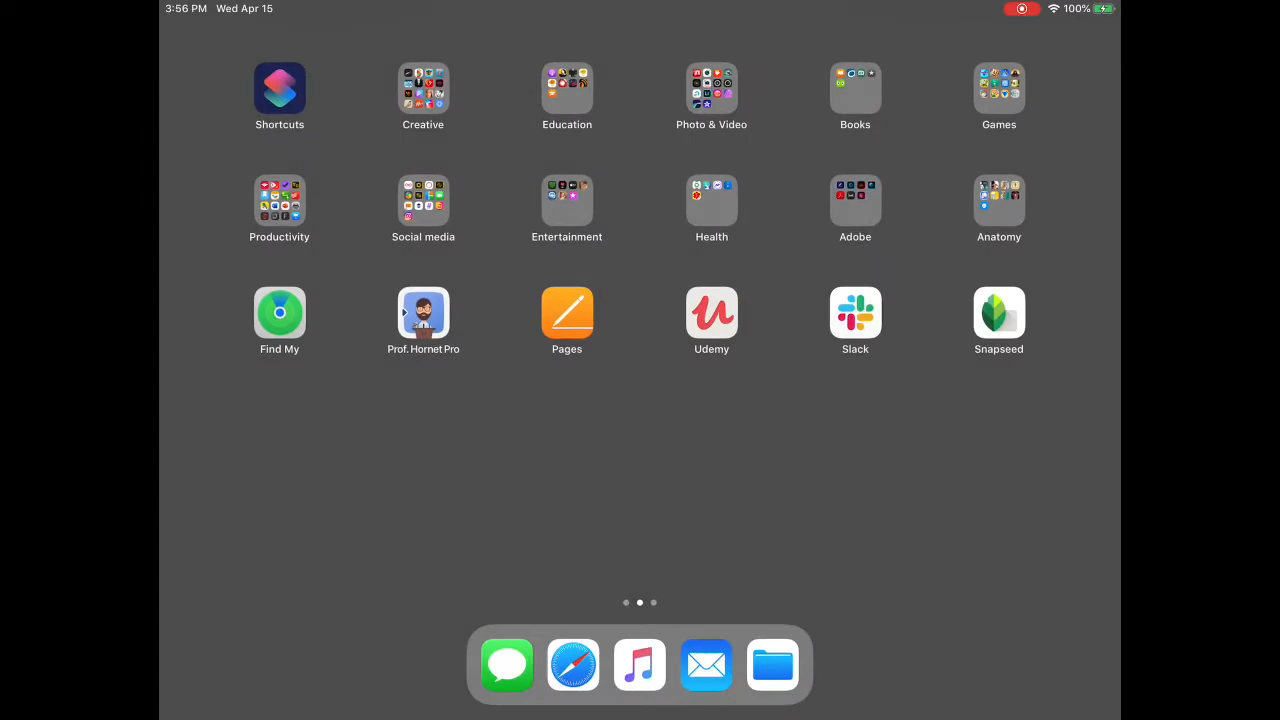 3:56 PM Wed Apr 15
100%
Shortcuts
Creative
Education
Photo & Video
Books
Games
Productivity
Social media
Entertainment
Health
Adobe
Anatomy
Find My
Prof. Hornet Pro
Pages
Udemy
Slack
Snapseed